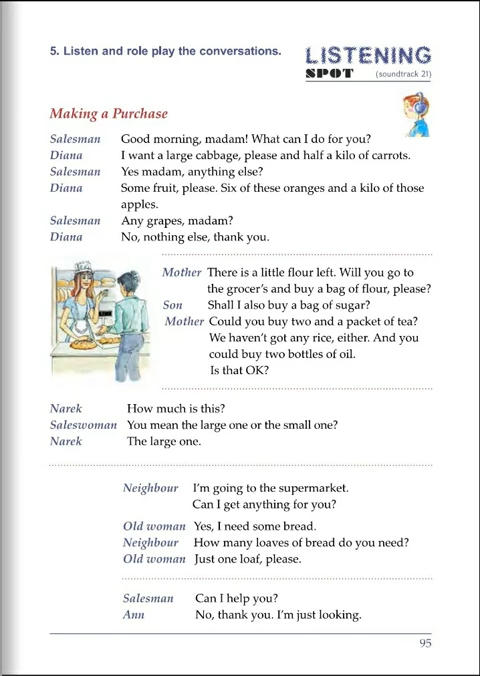 5. Listen and role play the conversations.
LISTENING
SPOT (soundtrack 21)
Making a Purchase
Salesman Good morning, madam! What can I do for you?
Diana I want a large cabbage, please and half a kilo of carrots.
Salesman Yes madam, anything else?
Diana Some fruit, please. Six of these oranges and a kilo of those
apples.
Salesman Any grapes, madam?
Diana No, nothing else, thank you.
Mother There is a little flour left. Will you go to
the grocer's and buy a bag of flour, please?
Son Shall I also buy a bag of sugar?
Mother Could you buy two and a packet of tea?
We haven't got any rice, either. And you
could buy two bottles of oil.
Is that OK?
Narek How much is this?
Saleswoman You mean the large one or the small one?
Narek The large one.
Neighbour I'm going to the supermarket.
Can I get anything for you?
Old woman Yes, I need some bread.
Neighbour How many loaves of bread do you need?
Old woman Just one loaf, please.
Salesman Can I help you?
Ann No, thank you. I'm just looking.
95